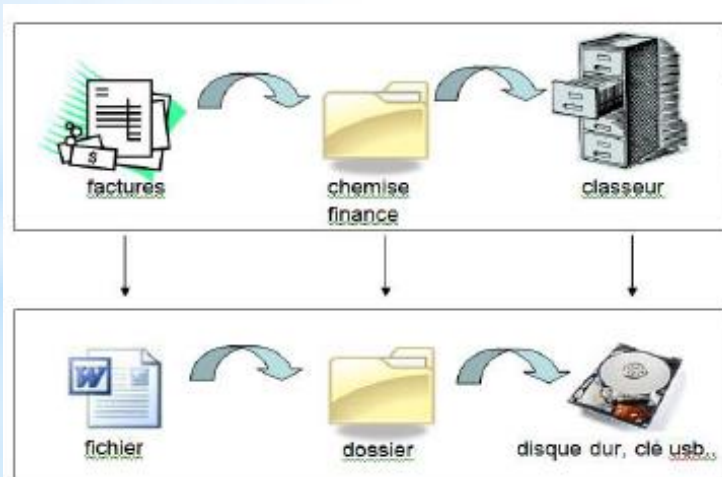 factures
chemise
finance
classeur
fichier
dossier
disque dur, clé usb..